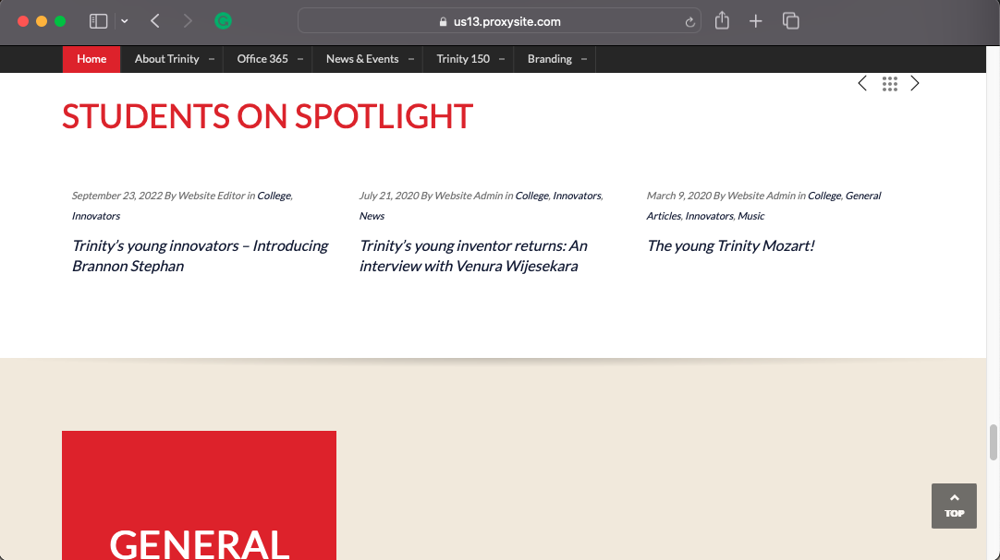 us13.proxysite.com
Home About Trinity – Office 365 – News & Events – Trinity 150 – Branding –
STUDENTS ON SPOTLIGHT
September 23, 2022 By Website Editor in College,
Innovators
Trinity’s young innovators – Introducing
Brannon Stephan
July 21, 2020 By Website Admin in College, Innovators,
News
Trinity’s young inventor returns: An
interview with Venura Wijesekara
March 9, 2020 By Website Admin in College, General
Articles, Innovators, Music
The young Trinity Mozart!
TOP
GENERAL